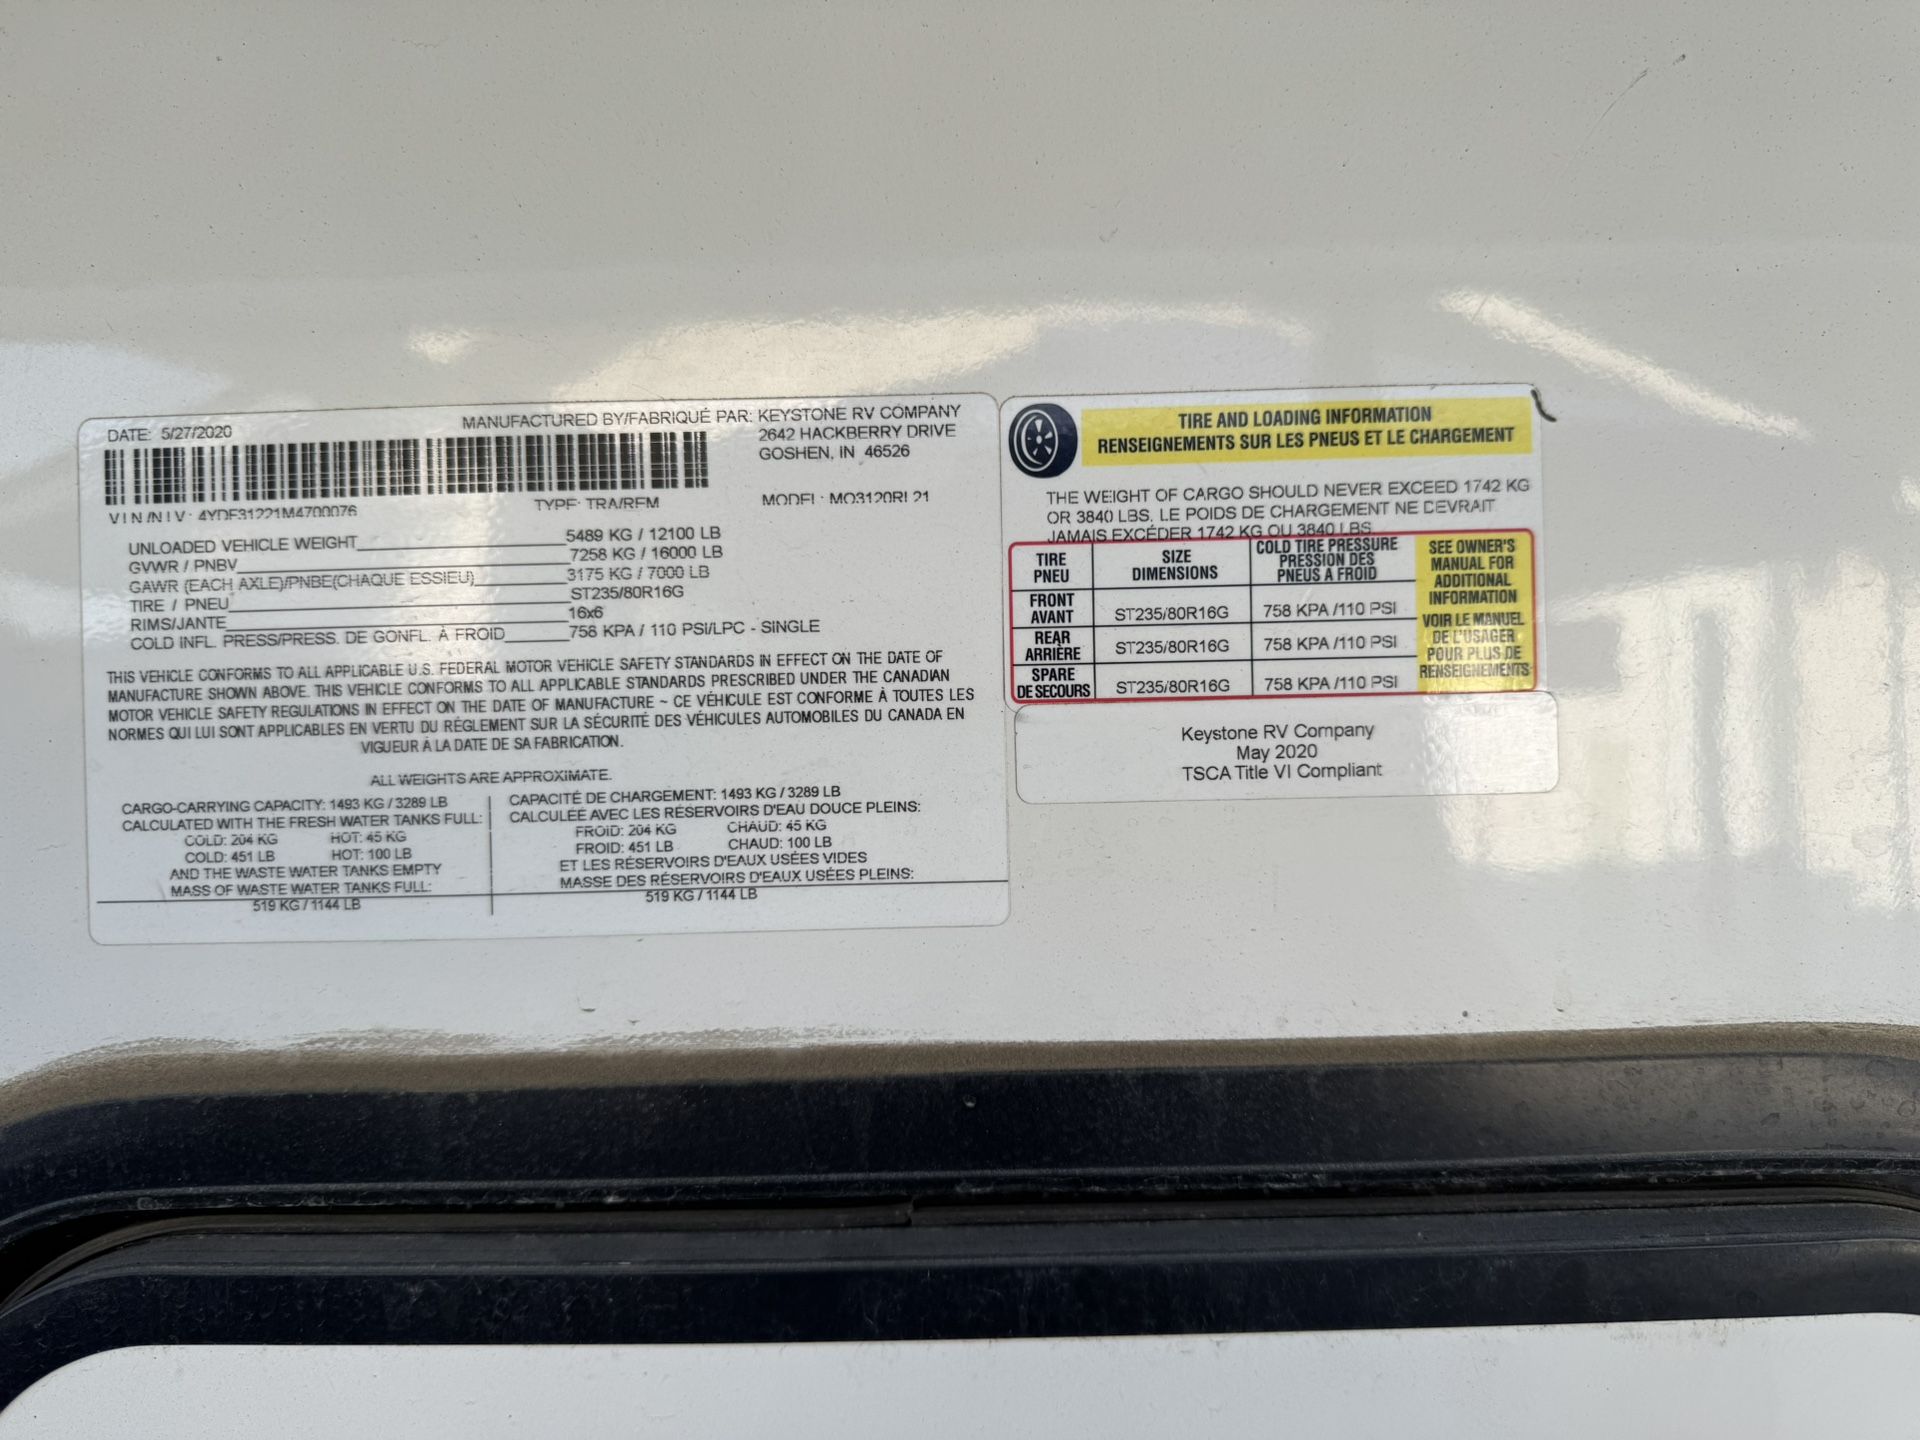 DATE: 5/27/2020
MANUFACTURED BY/FABRIQUÉ PAR: KEYSTONE RV COMPANY
2642 HACKBERRY DRIVE
GOSHEN, IN 46526
V I N /N I V : 4YDF31221M4700076
TYPE: TRA/REM
MODEL: MO3120RL21
UNLOADED VEHICLE WEIGHT 5489 KG / 12100 LB
GVWR / PNBV 7258 KG / 16000 LB
GAWR (EACH AXLE)/PNBE(CHAQUE ESSIEU) 3175 KG / 7000 LB
TIRE / PNEU ST235/80R16G
RIMS/JANTE 16x6
COLD INFL. PRESS/PRESS. DE GONFL. À FROID 758 KPA / 110 PSI/LPC - SINGLE
THIS VEHICLE CONFORMS TO ALL APPLICABLE U.S. FEDERAL MOTOR VEHICLE SAFETY STANDARDS IN EFFECT ON THE DATE OF
MANUFACTURE SHOWN ABOVE. THIS VEHICLE CONFORMS TO ALL APPLICABLE STANDARDS PRESCRIBED UNDER THE CANADIAN
MOTOR VEHICLE SAFETY REGULATIONS IN EFFECT ON THE DATE OF MANUFACTURE ~ CE VÉHICULE EST CONFORME À TOUTES LES
NORMES QUI LUI SONT APPLICABLES EN VERTU DU RÉGLEMENT SUR LA SÉCURITÉ DES VÉHICULES AUTOMOBILES DU CANADA EN
VIGUEUR À LA DATE DE SA FABRICATION.
ALL WEIGHTS ARE APPROXIMATE.
CARGO-CARRYING CAPACITY: 1493 KG / 3289 LB
CALCULATED WITH THE FRESH WATER TANKS FULL:
COLD: 204 KG HOT: 45 KG
COLD: 451 LB HOT: 100 LB
AND THE WASTE WATER TANKS EMPTY
MASS OF WASTE WATER TANKS FULL:
519 KG / 1144 LB
CAPACITÉ DE CHARGEMENT: 1493 KG / 3289 LB
CALCULÉE AVEC LES RÉSERVOIRS D'EAU DOUCE PLEINS:
FROID: 204 KG CHAUD: 45 KG
FROID: 451 LB CHAUD: 100 LB
ET LES RÉSERVOIRS D'EAUX USÉES VIDES
MASSE DES RÉSERVOIRS D'EAUX USÉES PLEINS:
519 KG / 1144 LB
TIRE AND LOADING INFORMATION
RENSEIGNEMENTS SUR LES PNEUS ET LE CHARGEMENT
THE WEIGHT OF CARGO SHOULD NEVER EXCEED 1742 KG
OR 3840 LBS. LE POIDS DE CHARGEMENT NE DEVRAIT
JAMAIS EXCÉDER 1742 KG OU 3840 LBS
TIRE
PNEU
SIZE
DIMENSIONS
COLD TIRE PRESSURE
PRESSION DES
PNEUS A FROID
FRONT
AVANT
ST235/80R16G
758 KPA /110 PSI
REAR
ARRIÈRE
ST235/80R16G
758 KPA /110 PSI
SPARE
DE SECOURS
ST235/80R16G
758 KPA /110 PSI
SEE OWNER'S
MANUAL FOR
ADDITIONAL
INFORMATION
VOIR LE MANUEL
DE L'USAGER
POUR PLUS DE
RENSEIGNEMENTS
Keystone RV Company
May 2020
TSCA Title VI Compliant